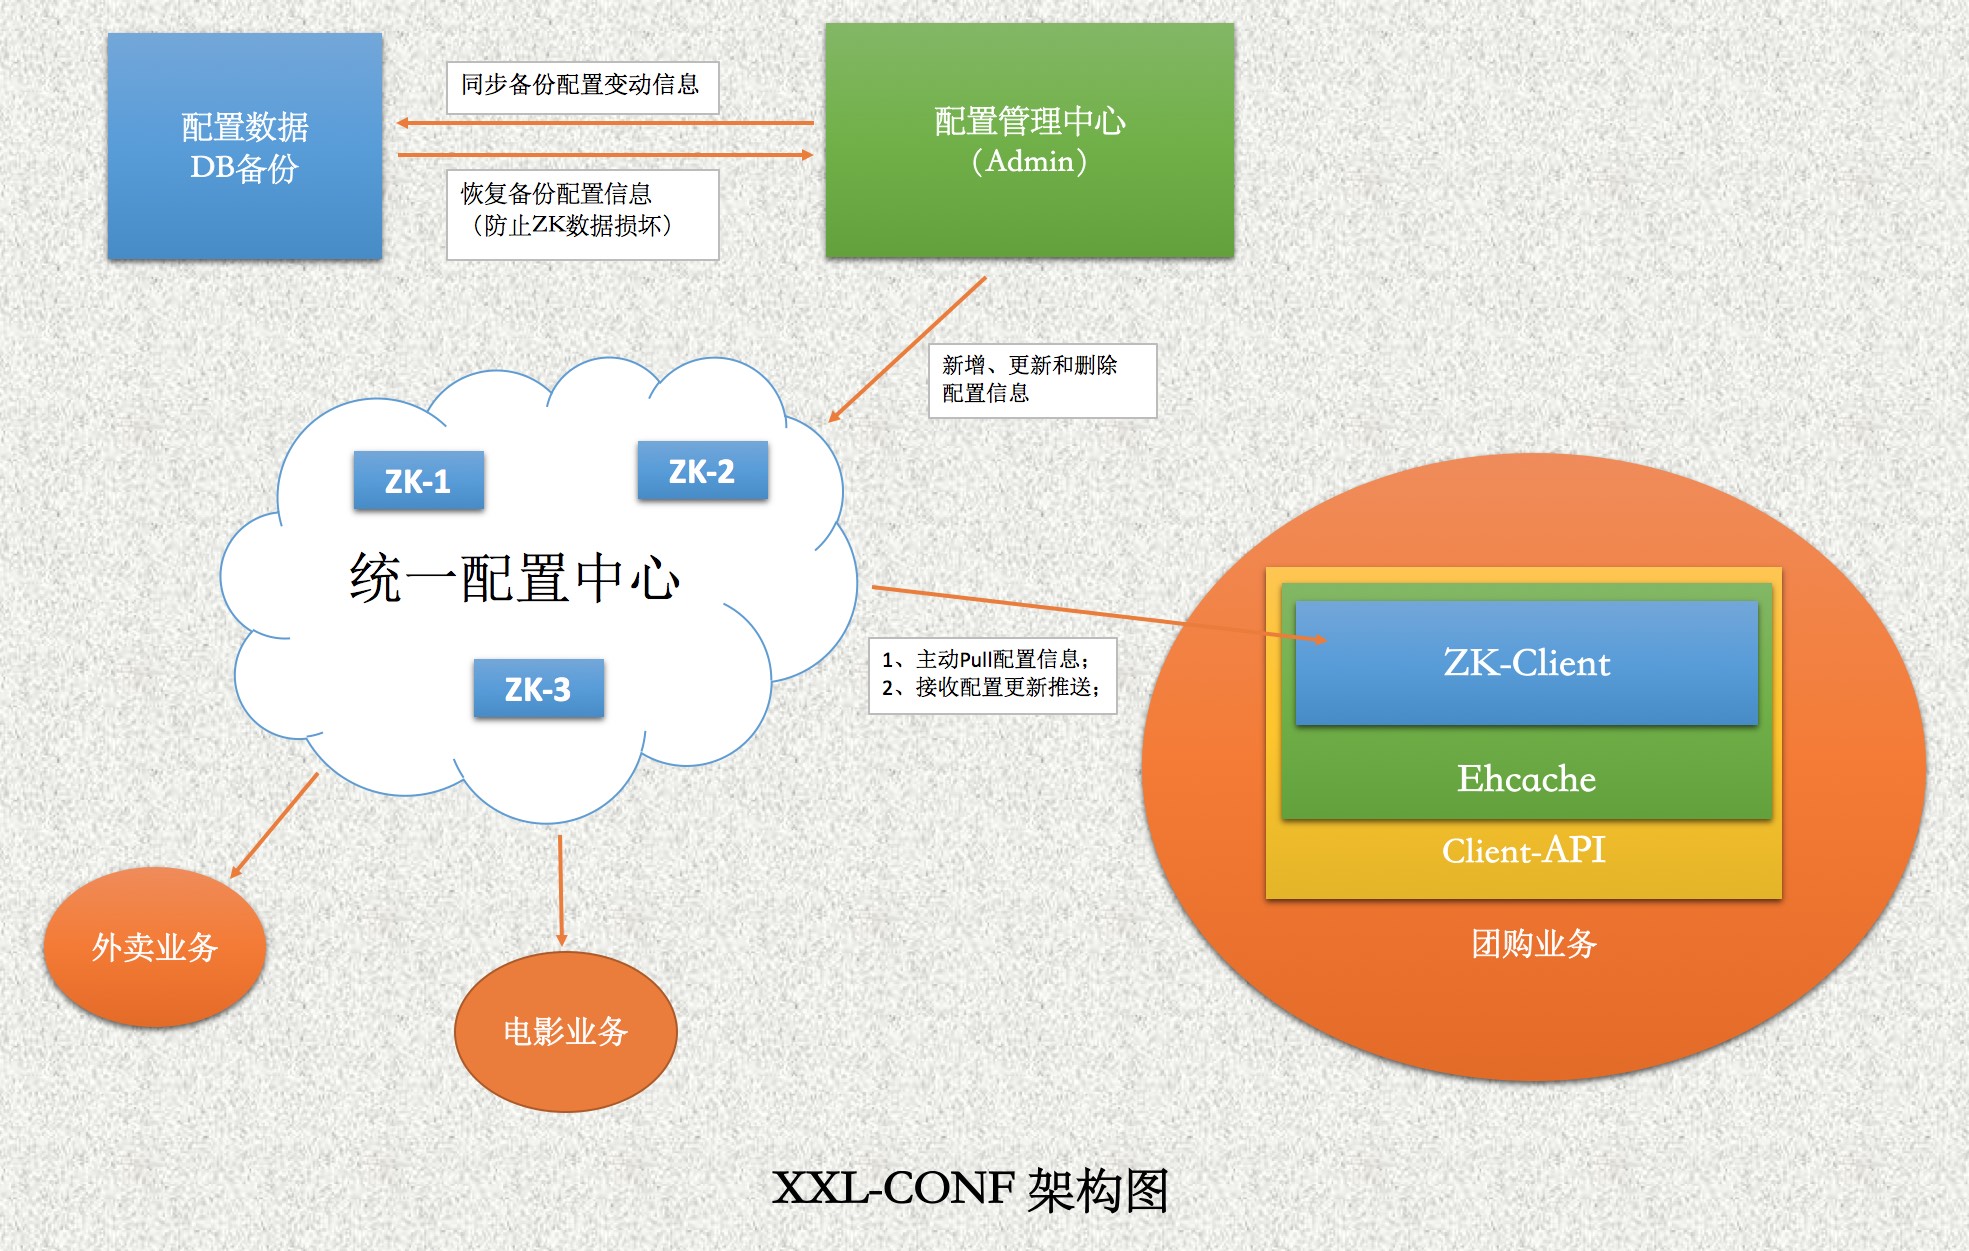 同步备份配置变动信息
配置数据
DB备份
配置管理中心
（Admin）
恢复备份配置信息
（防止ZK数据损坏）
新增、更新和删除
配置信息
ZK-1
ZK-2
统一配置中心
ZK-3
1、主动Pull配置信息；
2、接收配置更新推送；
ZK-Client
Ehcache
Client-API
团购业务
外卖业务
电影业务
XXL-CONF 架构图